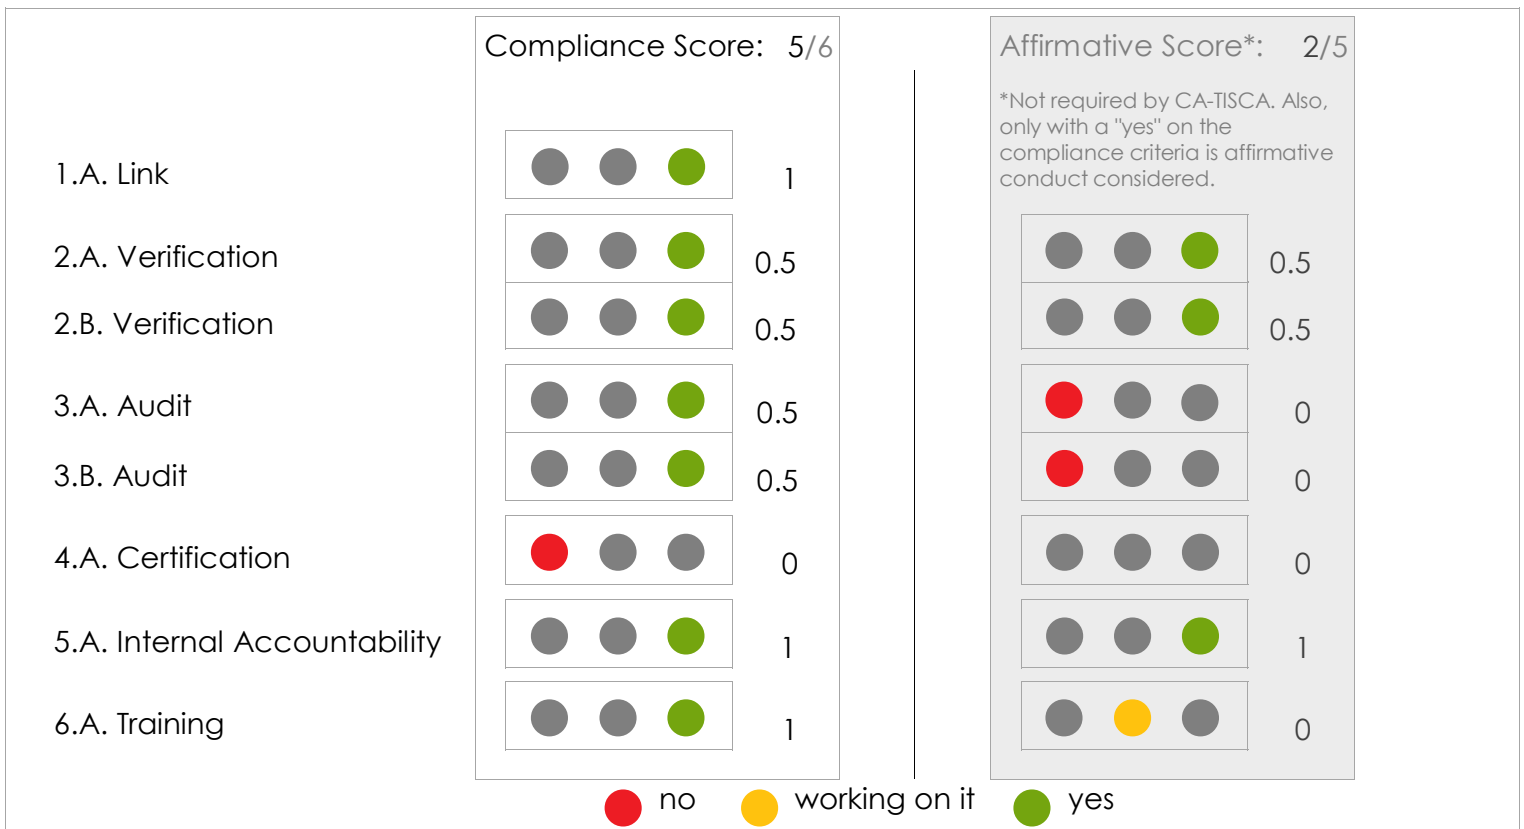 Compliance Score: 5/6
Affirmative Score*: 2/5
*Not required by CA-TISCA. Also,
only with a "yes" on the
compliance criteria is affirmative
conduct considered.
1.A. Link 1
2.A. Verification 0.5 0.5
2.B. Verification 0.5 0.5
3.A. Audit 0.5 0
3.B. Audit 0.5 0
4.A. Certification 0 0
5.A. Internal Accountability 1 1
6.A. Training 1 0
no working on it yes